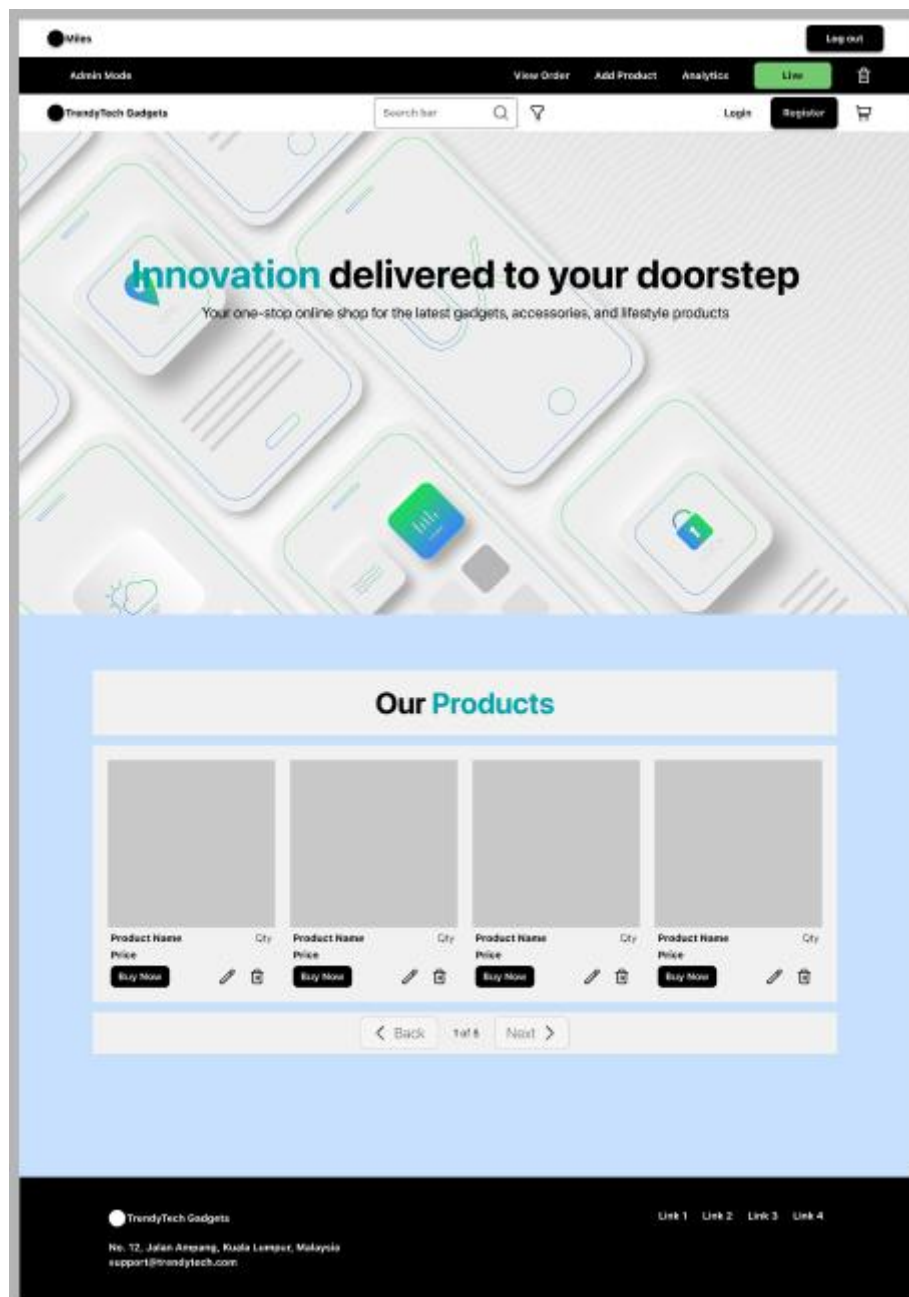 Miles Log out
Admin Mode View Order Add Product Analytics Live
TrendyTech Gadgets Search bar Login Register
Innovation delivered to your doorstep
Your one-stop online shop for the latest gadgets, accessories, and lifestyle products
Our Products
Product Name Qty Product Name Qty Product Name Qty Product Name Qty
Price Price Price Price
Buy Now Buy Now Buy Now Buy Now
Back 1 of 6 Next
TrendyTech Gadgets Link 1 Link 2 Link 3 Link 4
No. 12, Jalan Ampang, Kuala Lumpur, Malaysia
support@trendytech.com